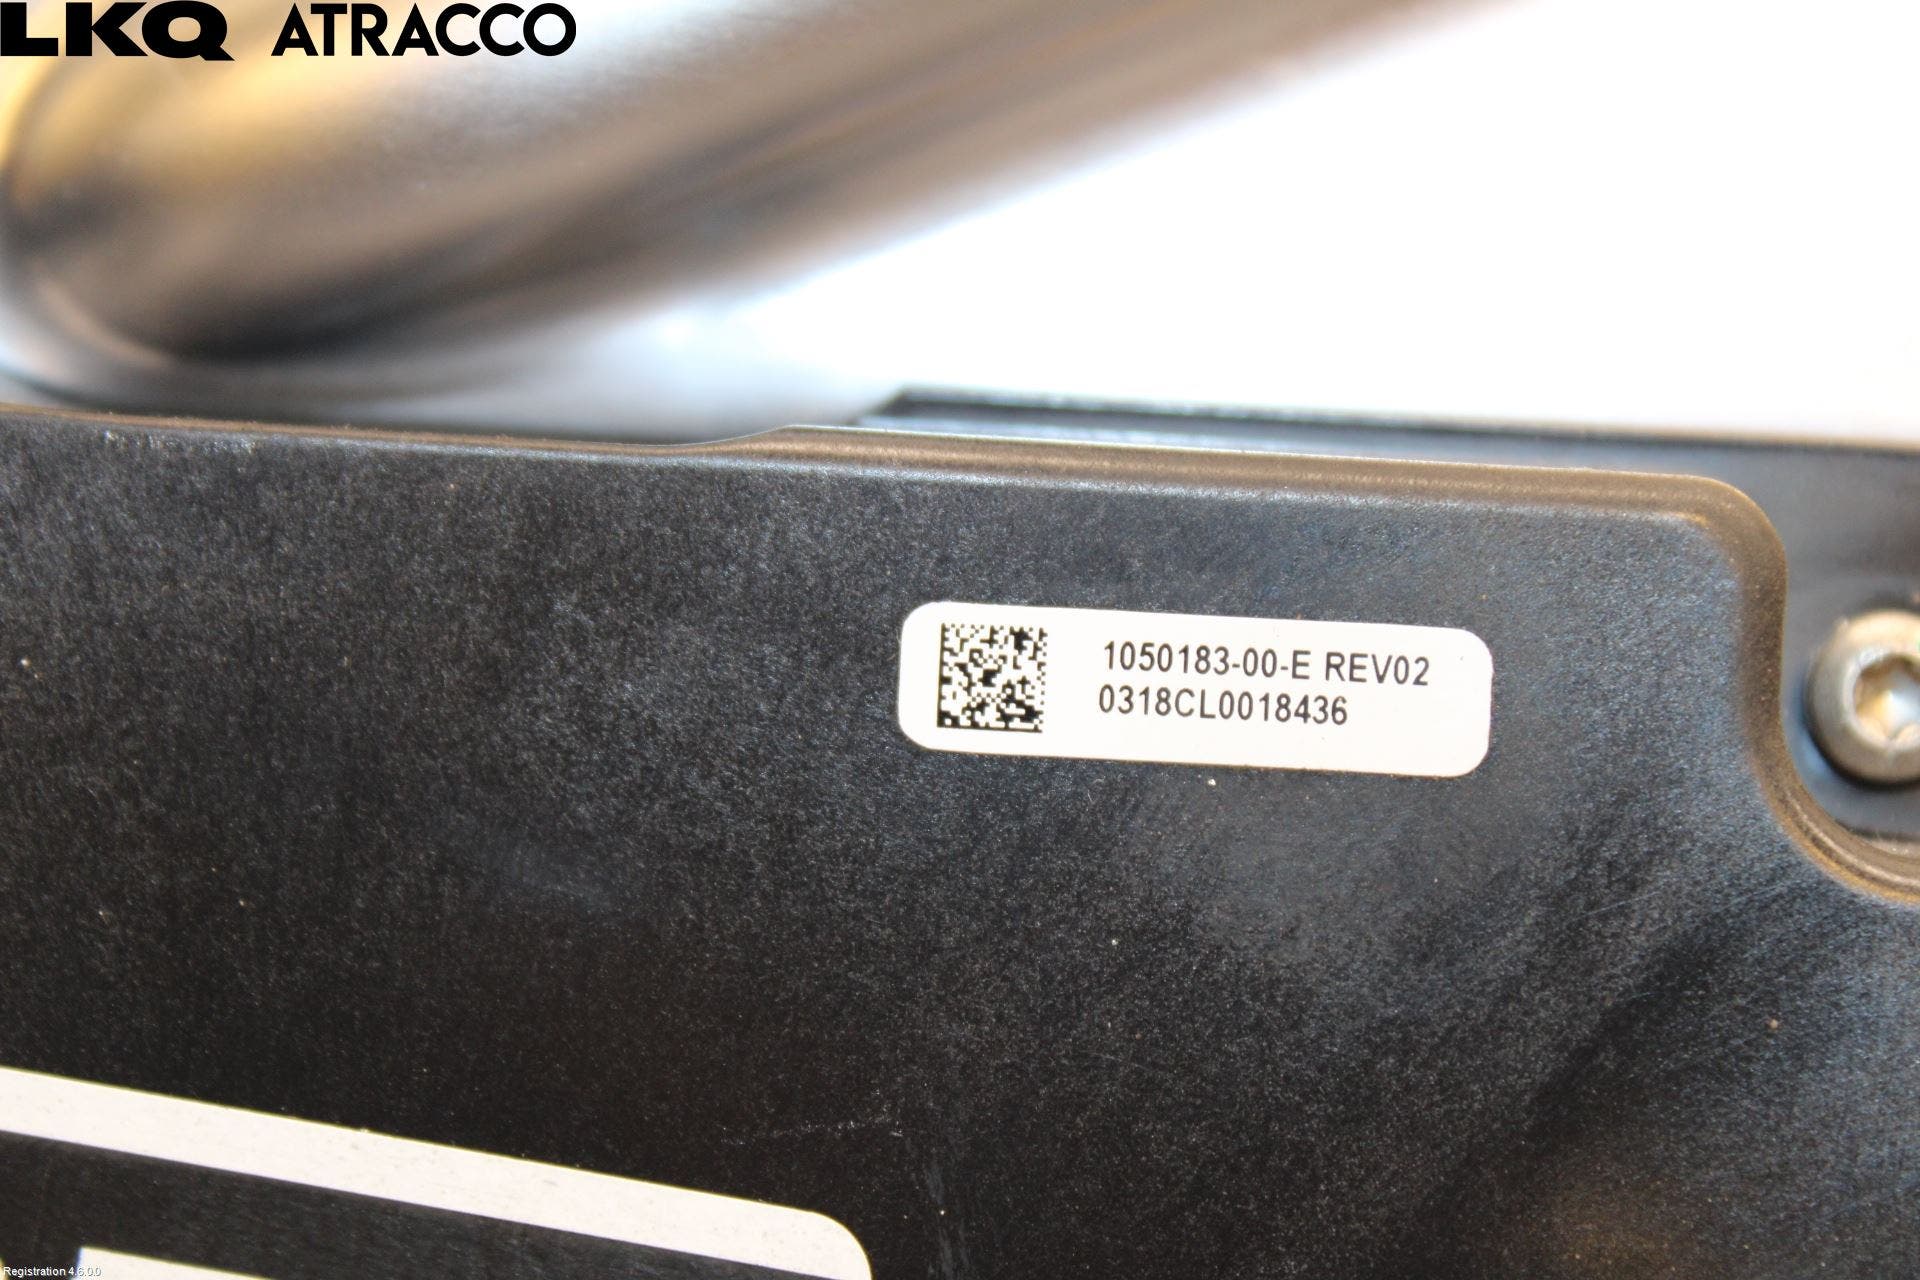 LKQ ATRACCO
1050183-00-E REV02
0318CL0018436
Registration 4.6.0.0